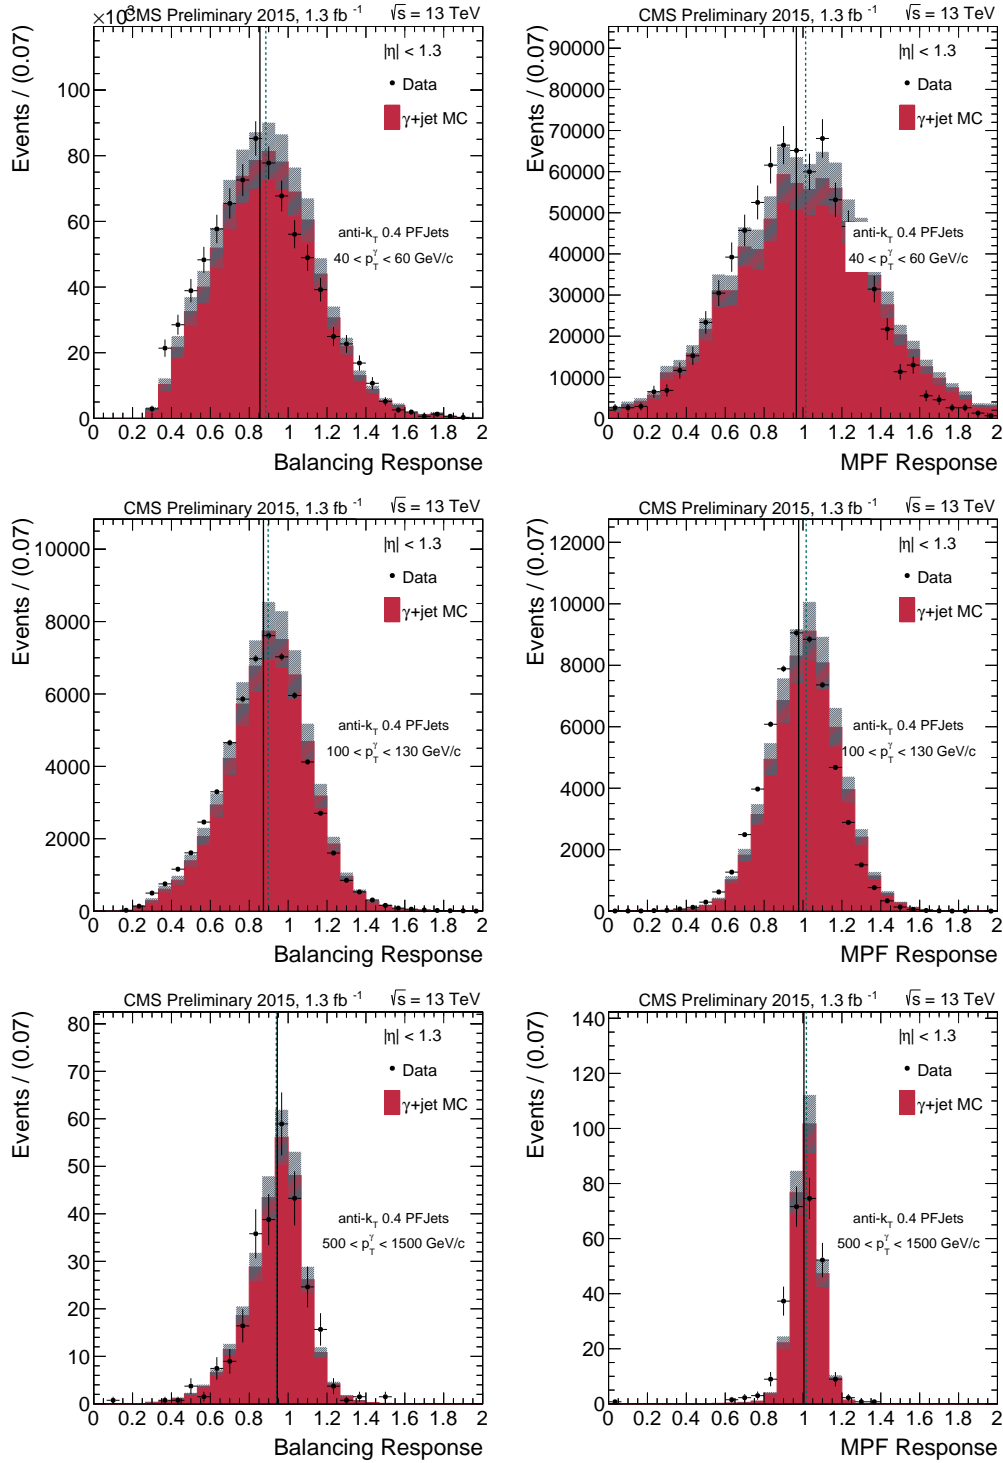 ×10³ CMS Preliminary 2015, 1.3 fb⁻¹ √s = 13 TeV
Events / (0.07)
|η| < 1.3
Data
γ+jet MC
anti-k_T 0.4 PFJets
40 < p_T^γ < 60 GeV/c
100
80
60
40
20
0
0 0.2 0.4 0.6 0.8 1 1.2 1.4 1.6 1.8 2
Balancing Response
CMS Preliminary 2015, 1.3 fb⁻¹ √s = 13 TeV
Events / (0.07)
|η| < 1.3
Data
γ+jet MC
anti-k_T 0.4 PFJets
40 < p_T^γ < 60 GeV/c
90000
80000
70000
60000
50000
40000
30000
20000
10000
0
0 0.2 0.4 0.6 0.8 1 1.2 1.4 1.6 1.8 2
MPF Response
CMS Preliminary 2015, 1.3 fb⁻¹ √s = 13 TeV
Events / (0.07)
|η| < 1.3
Data
γ+jet MC
anti-k_T 0.4 PFJets
100 < p_T^γ < 130 GeV/c
10000
8000
6000
4000
2000
0
0 0.2 0.4 0.6 0.8 1 1.2 1.4 1.6 1.8 2
Balancing Response
CMS Preliminary 2015, 1.3 fb⁻¹ √s = 13 TeV
Events / (0.07)
|η| < 1.3
Data
γ+jet MC
anti-k_T 0.4 PFJets
100 < p_T^γ < 130 GeV/c
12000
10000
8000
6000
4000
2000
0
0 0.2 0.4 0.6 0.8 1 1.2 1.4 1.6 1.8 2
MPF Response
CMS Preliminary 2015, 1.3 fb⁻¹ √s = 13 TeV
Events / (0.07)
|η| < 1.3
Data
γ+jet MC
anti-k_T 0.4 PFJets
500 < p_T^γ < 1500 GeV/c
80
70
60
50
40
30
20
10
0
0 0.2 0.4 0.6 0.8 1 1.2 1.4 1.6 1.8 2
Balancing Response
CMS Preliminary 2015, 1.3 fb⁻¹ √s = 13 TeV
Events / (0.07)
|η| < 1.3
Data
γ+jet MC
anti-k_T 0.4 PFJets
500 < p_T^γ < 1500 GeV/c
140
120
100
80
60
40
20
0
0 0.2 0.4 0.6 0.8 1 1.2 1.4 1.6 1.8 2
MPF Response